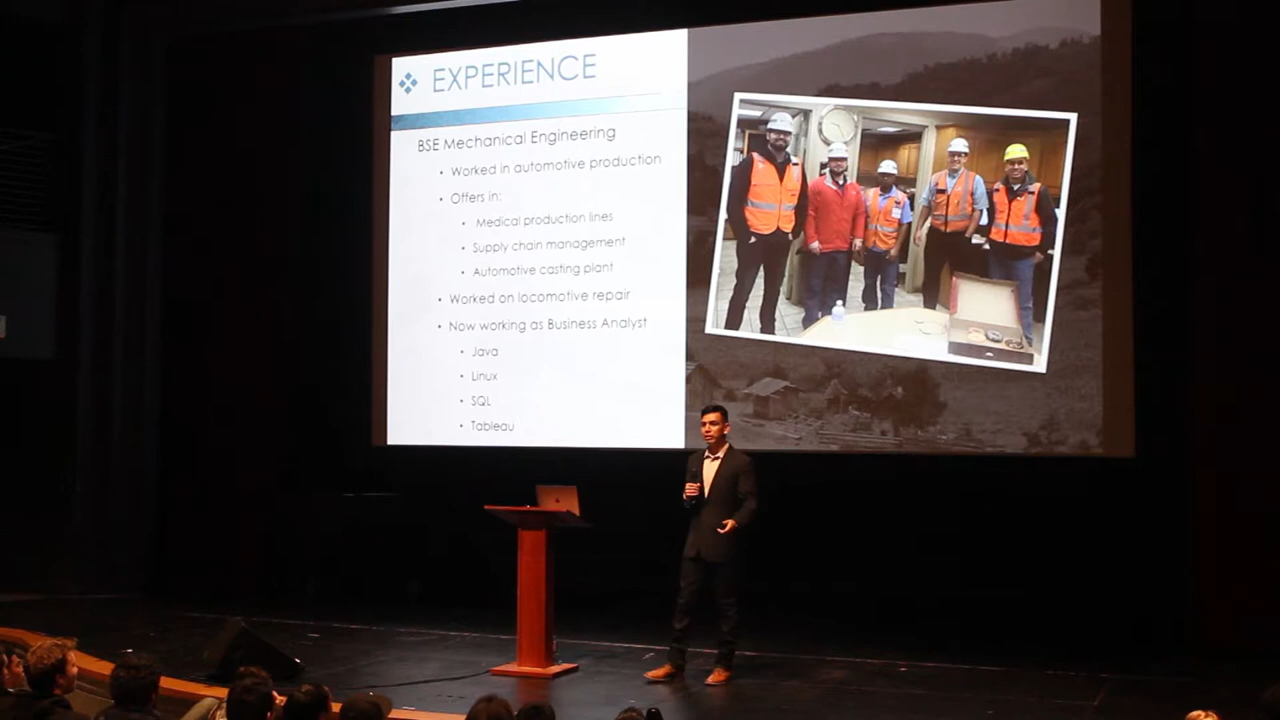 EXPERIENCE
BSE Mechanical Engineering
• Worked in automotive production
• Offers in:
• Medical production lines
• Supply chain management
• Automotive casting plant
• Worked on locomotive repair
• Now working as Business Analyst
• Java
• Linux
• SQL
• Tableau